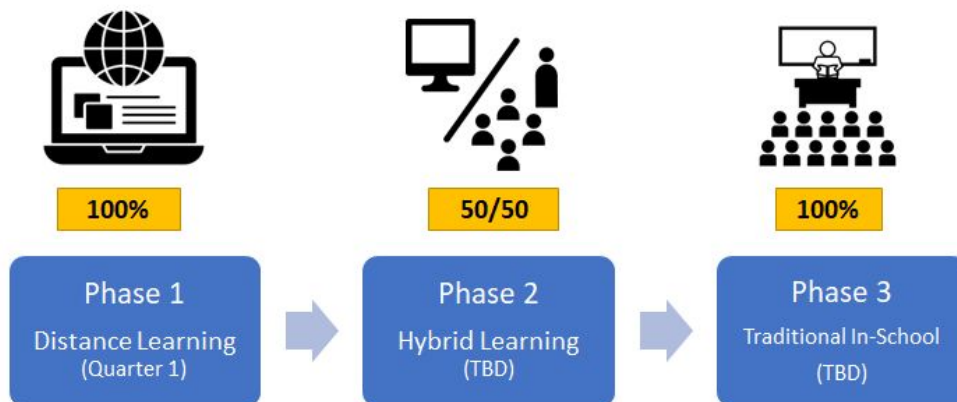 100%
50/50
100%
Phase 1
Distance Learning
(Quarter 1)
Phase 2
Hybrid Learning
(TBD)
Phase 3
Traditional In-School
(TBD)